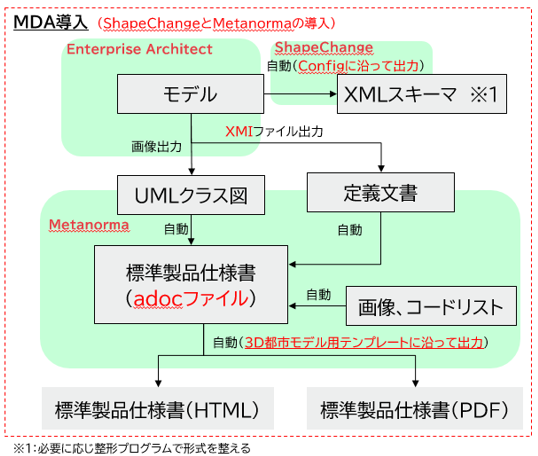 MDA導入（ShapeChangeとMetanormaの導入）
Enterprise Architect
ShapeChange
自動（Configに沿って出力）
モデル
XMLスキーマ ※1
XMIファイル出力
画像出力
UMLクラス図
定義文書
Metanorma
自動
自動
標準製品仕様書
（adocファイル）
自動
画像、コードリスト
自動（3D都市モデル用テンプレートに沿って出力）
標準製品仕様書（HTML）
標準製品仕様書（PDF）
※1：必要に応じ整形プログラムで形式を整える